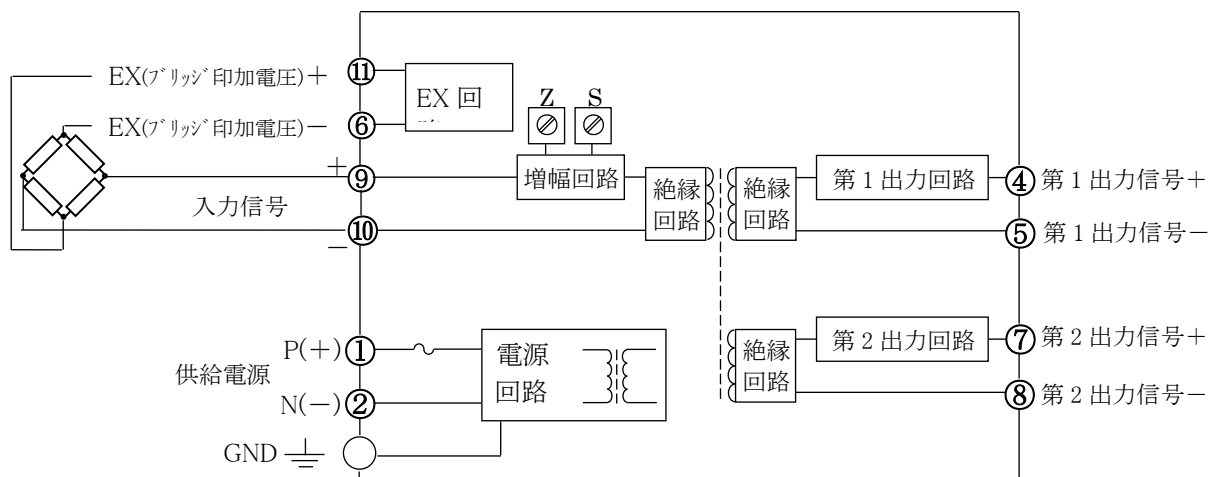 EX(ﾌﾞﾘｯｼﾞ印加電圧)+
⑪
EX 回
Z
S
EX(ﾌﾞﾘｯｼﾞ印加電圧)−
⑥
+
⑨
増幅回路
絶縁
回路
絶縁
回路
第1出力回路
④
第1出力信号+
入力信号
⑩
−
⑤
第1出力信号−
P(+)
①
供給電源
N(−)
②
電源
回路
絶縁
回路
第2出力回路
⑦
第2出力信号+
⑧
第2出力信号−
GND